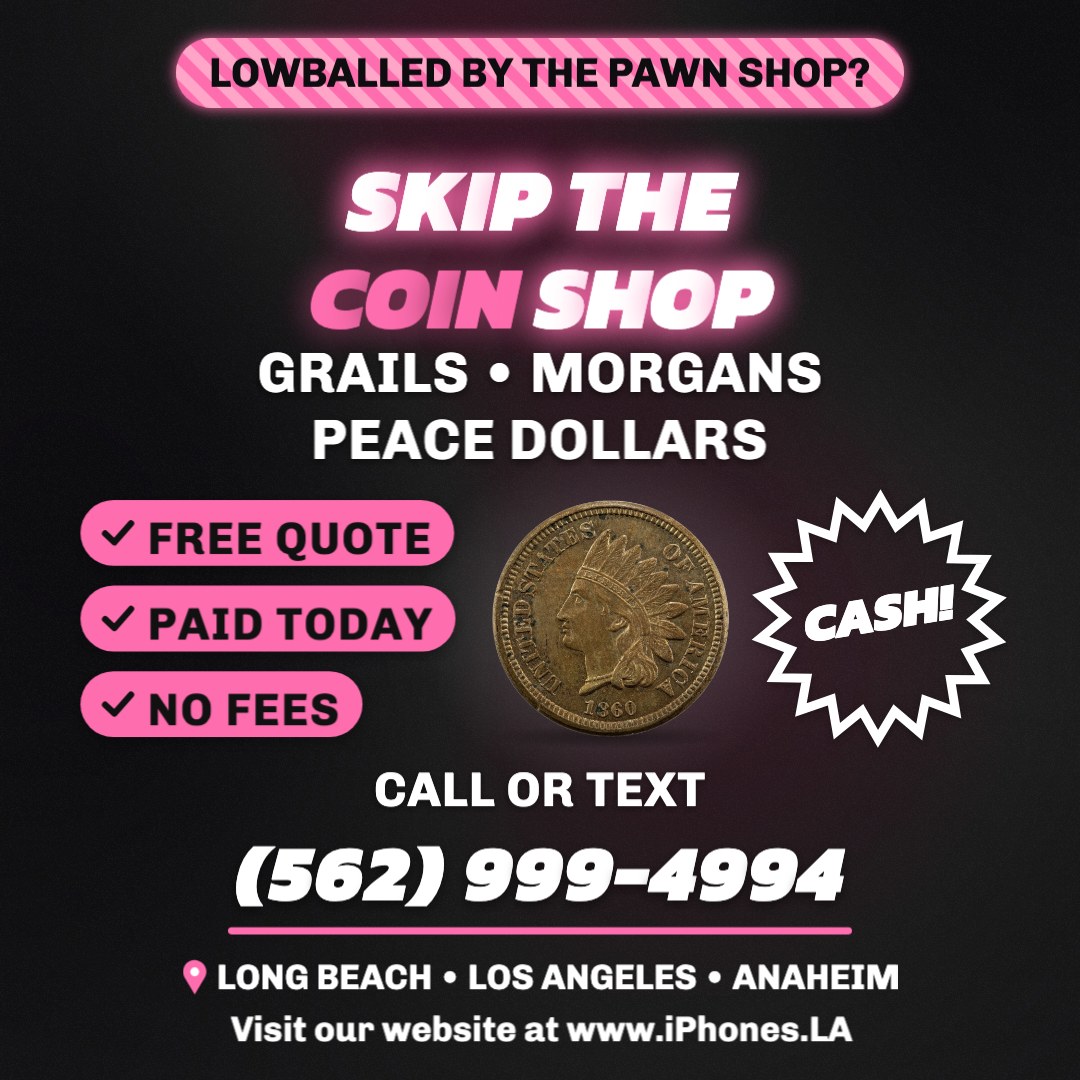 LOWBALLED BY THE PAWN SHOP?
SKIP THE
COIN SHOP
GRAILS • MORGANS
PEACE DOLLARS
✓ FREE QUOTE
✓ PAID TODAY
✓ NO FEES
UNITED STATES OF AMERICA
1860
CASH!
CALL OR TEXT
(562) 999-4994
LONG BEACH • LOS ANGELES • ANAHEIM
Visit our website at www.iPhones.LA